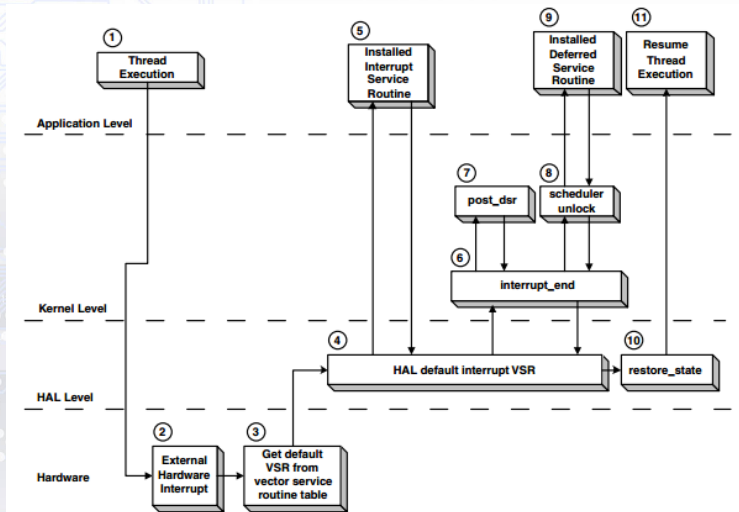 1
Thread
Execution
5
Installed
Interrupt
Service
Routine
9
Installed
Deferred
Service
Routine
11
Resume
Thread
Execution
Application Level
7
post_dsr
8
scheduler
unlock
6
interrupt_end
Kernel Level
4
HAL default interrupt VSR
10
restore_state
HAL Level
2
External
Hardware
Interrupt
3
Get default
VSR from
vector service
routine table
Hardware